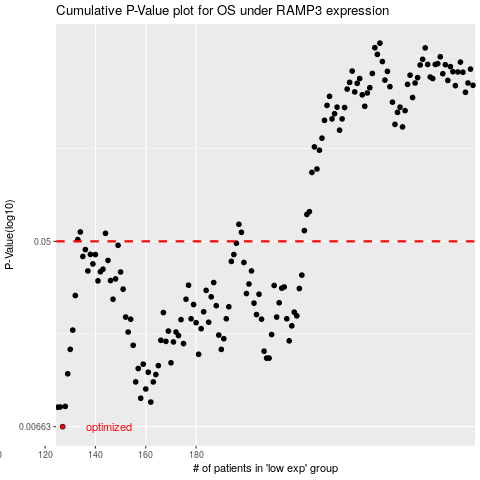 Cumulative P-Value plot for OS under RAMP3 expression
P-Value(log10)
0.05
0.00663
optimized
0 120 140 160 180
# of patients in 'low exp' group